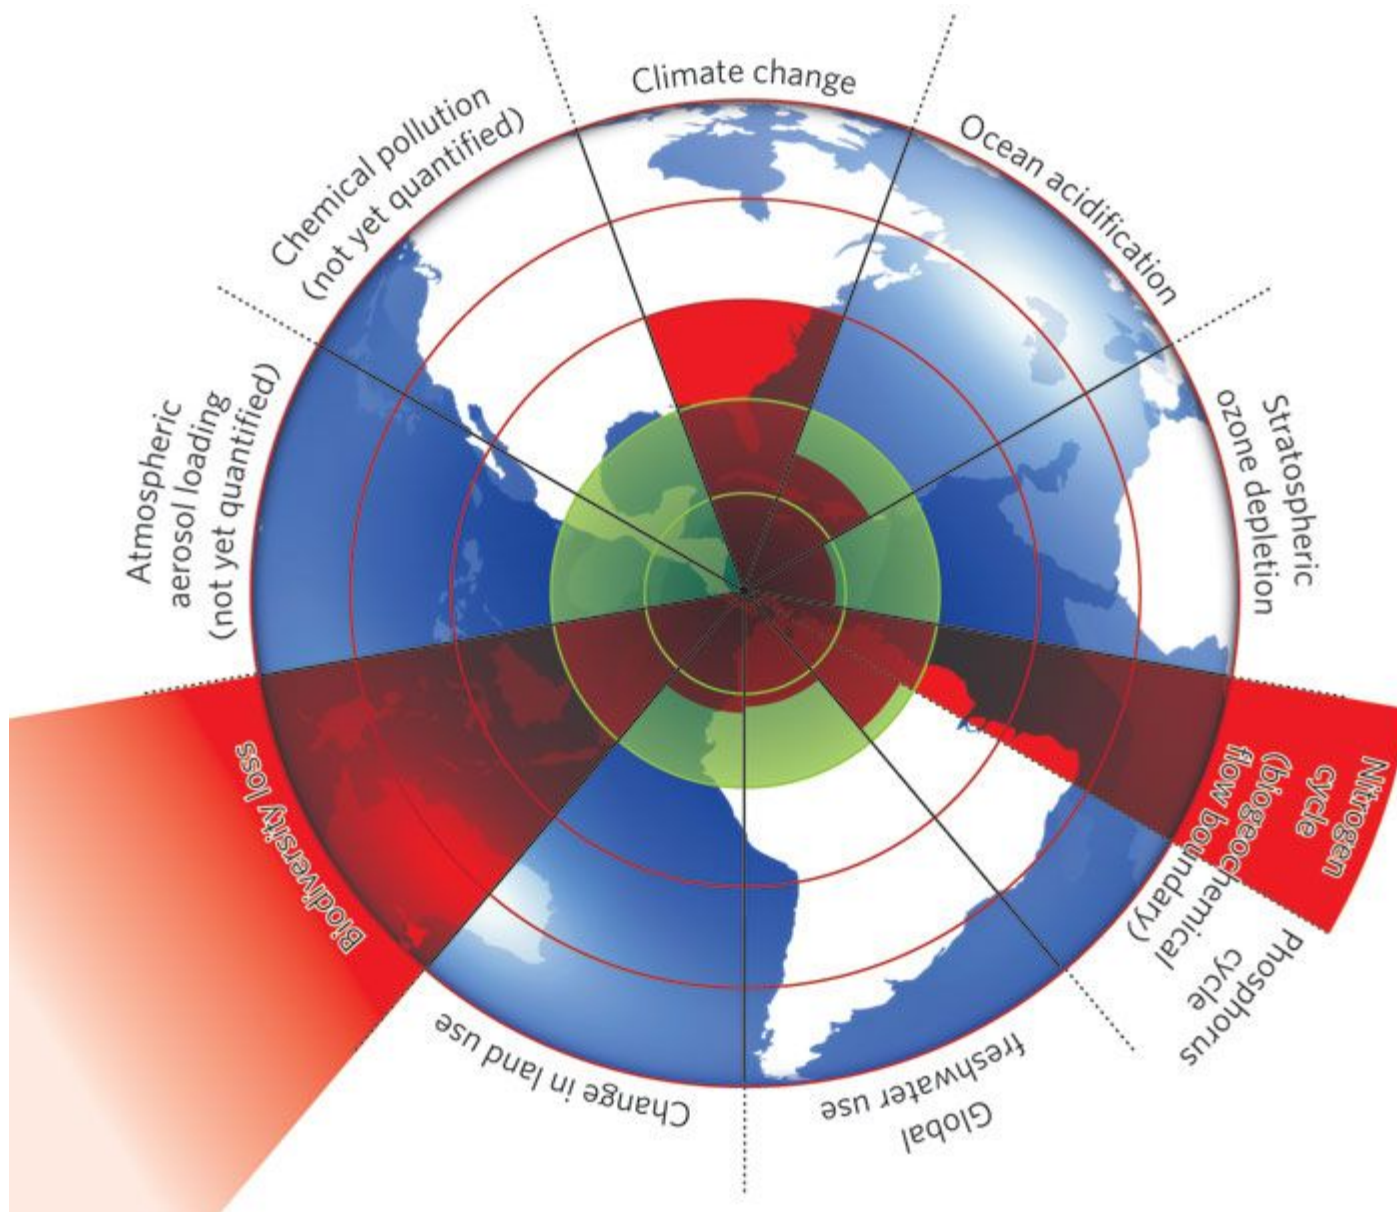 Climate change
Ocean acidification
Stratospheric
ozone depletion
Nitrogen
cycle
(biogeochemical
flow boundary)
Phosphorus
cycle
Global
freshwater use
Change in land use
Biodiversity loss
Atmospheric
aerosol loading
(not yet quantified)
Chemical pollution
(not yet quantified)